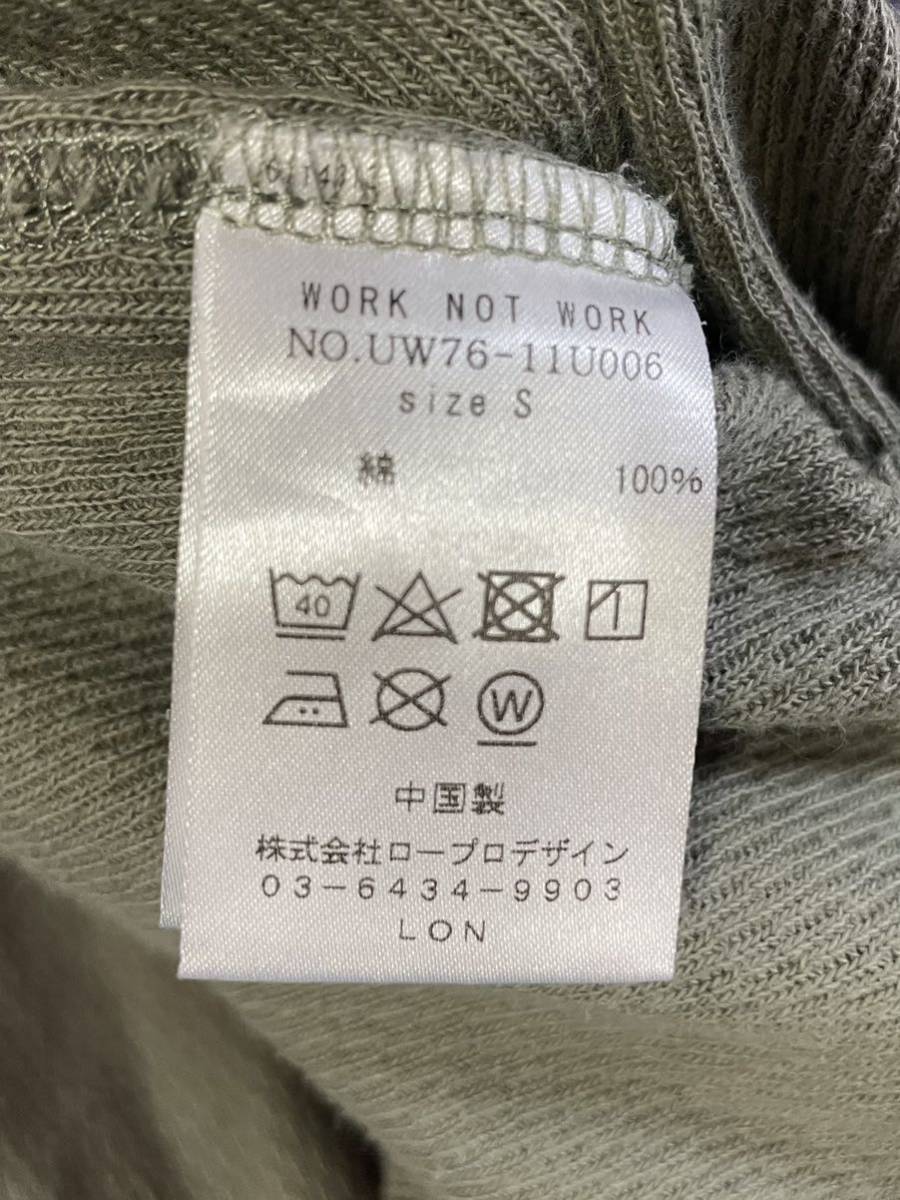 WORK NOT WORK
NO.UW76-11U006
size S
綿 100%
40
W
中国製
株式会社ロープロデザイン
03-6434-9903
LON